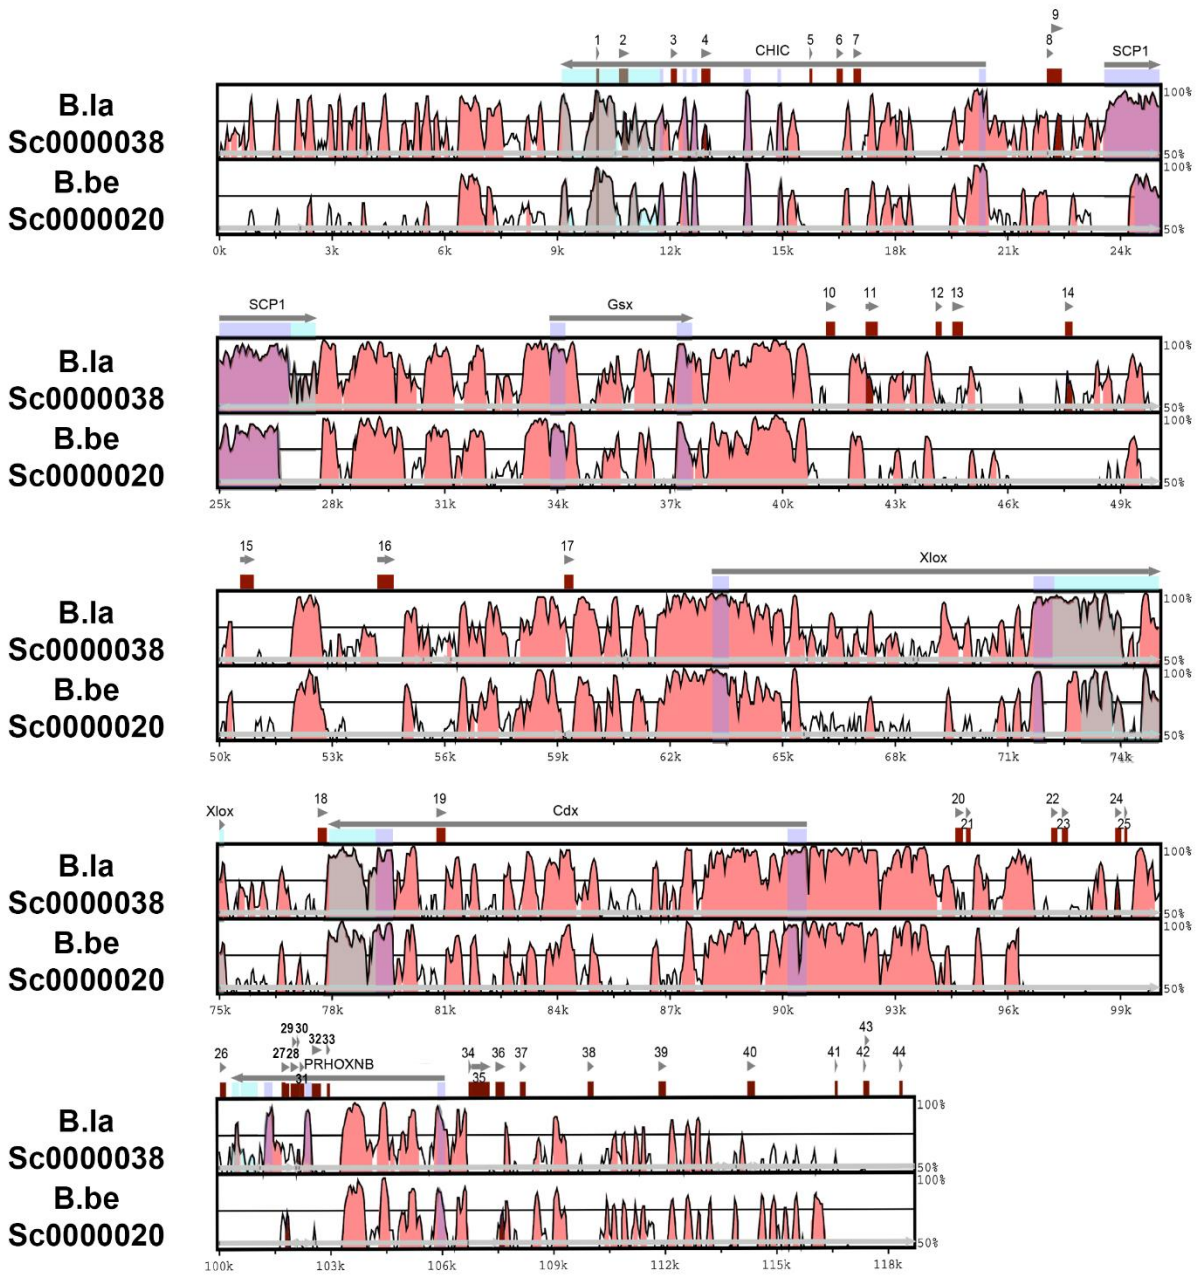 9
1 2 3 4 CHIC 5 6 7 8 SCP1
B.la
Sc0000038
100%
50%
B.be
Sc0000020
100%
50%
0k 3k 6k 9k 12k 15k 18k 21k 24k
SCP1 Gsx 10 11 12 13 14
B.la
Sc0000038
100%
50%
B.be
Sc0000020
100%
50%
25k 28k 31k 34k 37k 40k 43k 46k 49k
15 16 17 Xlox
B.la
Sc0000038
100%
50%
B.be
Sc0000020
100%
50%
50k 53k 56k 59k 62k 65k 68k 71k 74k
Xlox 18 19 Cdx 20 21 22 23 24 25
B.la
Sc0000038
100%
50%
B.be
Sc0000020
100%
50%
75k 78k 81k 84k 87k 90k 93k 96k 99k
29 30 43
32 33
26 27 28 PRHOXNB 34 36 37 38 39 40 41 42 44
31 35
B.la
Sc0000038
100%
50%
B.be
Sc0000020
100%
50%
100k 103k 106k 109k 112k 115k 118k